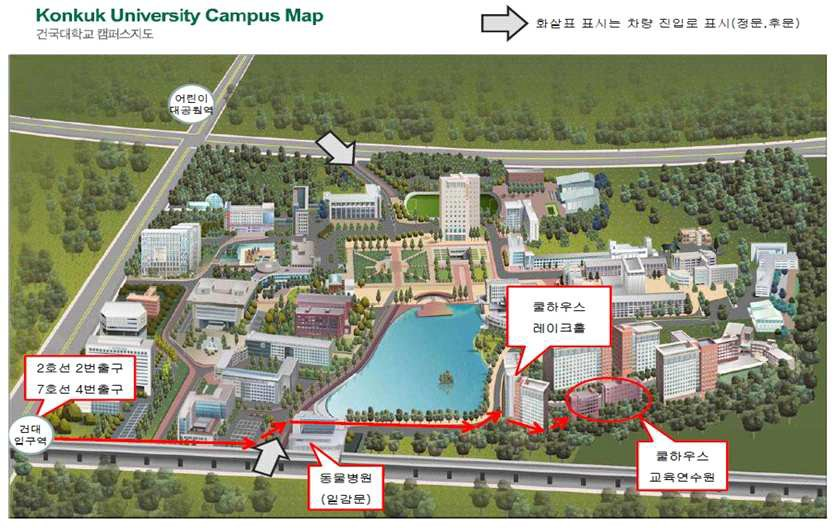 Konkuk University Campus Map
건국대학교 캠퍼스지도
화살표 표시는 차량 진입로 표시(정문,후문)
어린이
대공원역
쿨하우스
레이크홀
2호선 2번출구
7호선 4번출구
건대
입구역
동물병원
(일감문)
쿨하우스
교육연수원